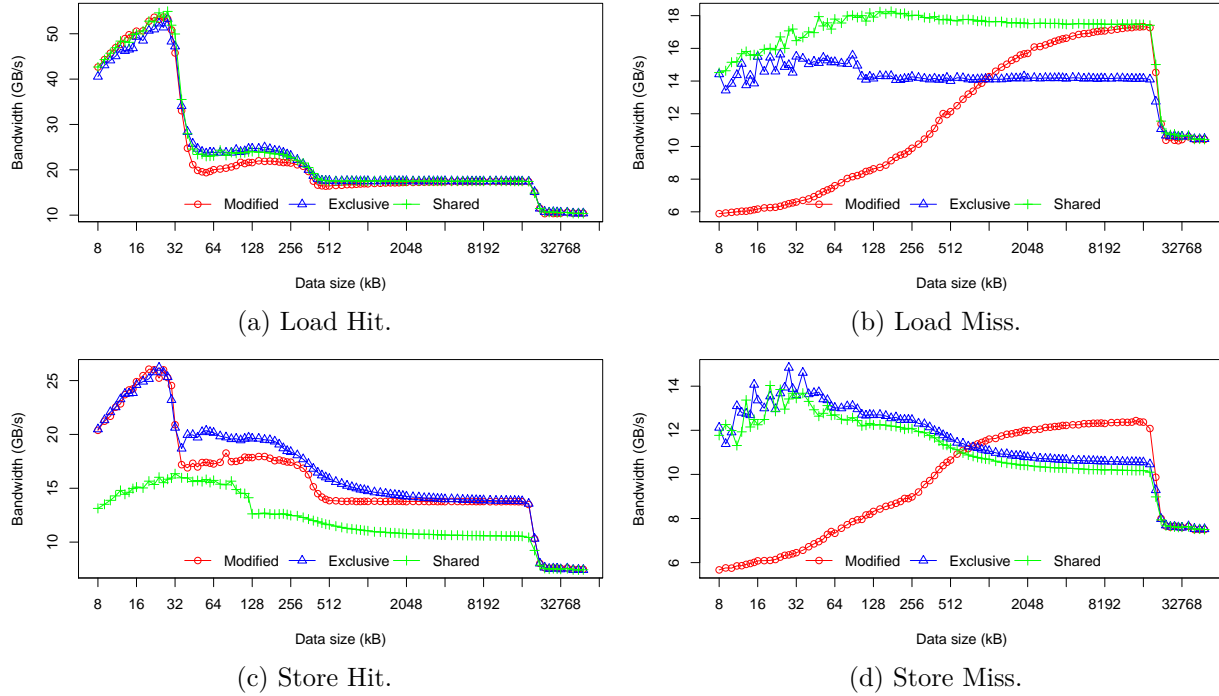 Bandwidth (GB/s)
50
40
30
20
10
Modified Exclusive Shared
8 16 32 64 128 256 512 2048 8192 32768
Data size (kB)
(a) Load Hit.
Bandwidth (GB/s)
18
16
14
12
10
8
6
Modified Exclusive Shared
8 16 32 64 128 256 512 2048 8192 32768
Data size (kB)
(b) Load Miss.
Bandwidth (GB/s)
25
20
15
10
Modified Exclusive Shared
8 16 32 64 128 256 512 2048 8192 32768
Data size (kB)
(c) Store Hit.
Bandwidth (GB/s)
14
12
10
8
6
Modified Exclusive Shared
8 16 32 64 128 256 512 2048 8192 32768
Data size (kB)
(d) Store Miss.